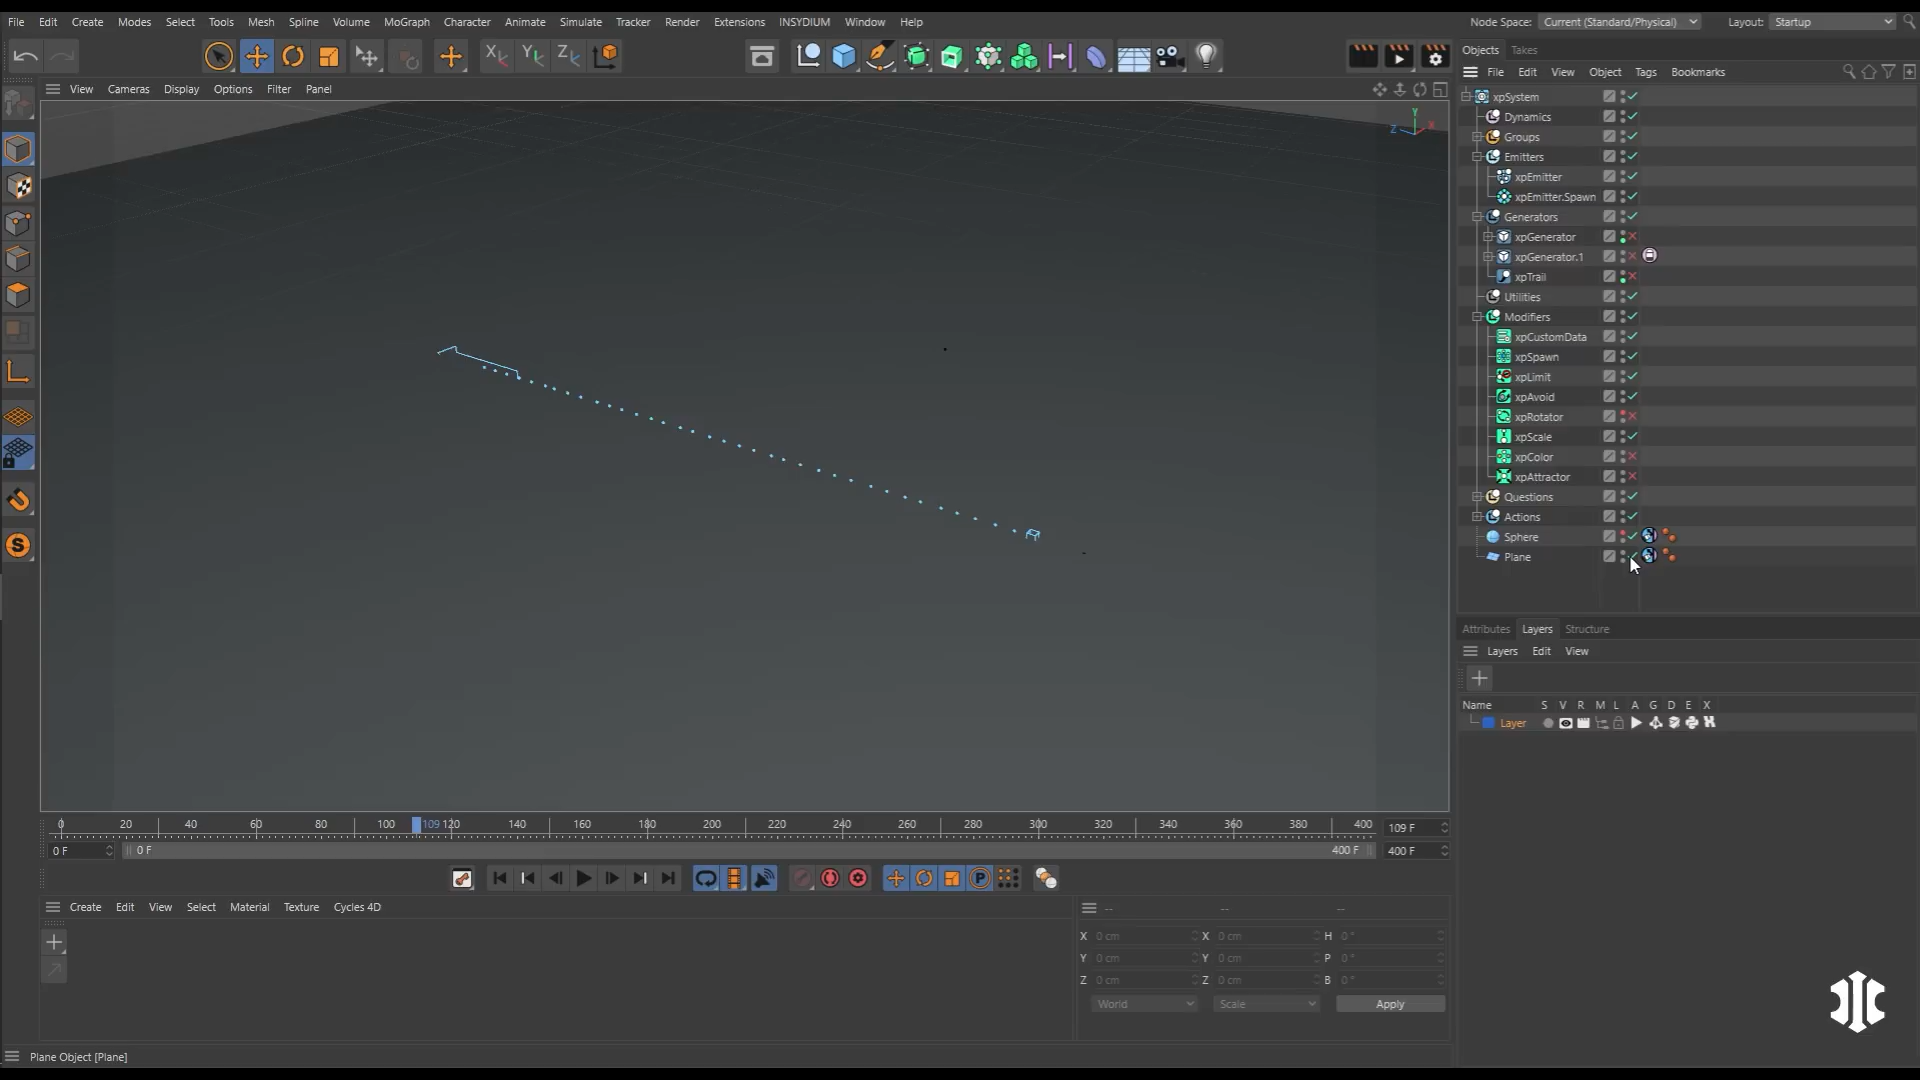 File Edit Create Modes Select Tools Mesh Spline Volume MoGraph Character Animate Simulate Tracker Render Extensions INSYDIUM Window Help Node Space: Current (Standard/Physical) Layout: Startup
Objects Takes
File Edit View Object Tags Bookmarks
View Cameras Display Options Filter Panel
Y
Z X
xpSystem
Dynamics
Groups
Emitters
xpEmitter
xpEmitter.Spawn
Generators
xpGenerator
xpGenerator.1
xpTrail
Utilities
Modifiers
xpCustomData
xpSpawn
xpLimit
xpAvoid
xpRotator
xpScale
xpColor
xpAttractor
Questions
Actions
Sphere
Plane
Attributes Layers Structure
Layers Edit View
Name S V R M L A G D E X
Layer
0 20 40 60 80 100 109 120 140 160 180 200 220 240 260 280 300 320 340 360 380 400 109 F
0 F 0 F 400 F 400 F
Create Edit View Select Material Texture Cycles 4D
-- -- --
X 0 cm X 0 cm H 0 °
Y 0 cm Y 0 cm P 0 °
Z 0 cm Z 0 cm B 0 °
World Scale Apply
Plane Object [Plane]